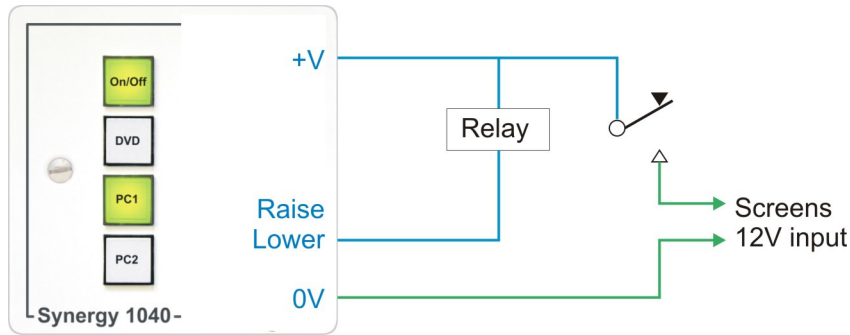 On/Off
DVD
PC1
PC2
Synergy 1040
+V
Relay
Raise
Lower
0V
Screens
12V input